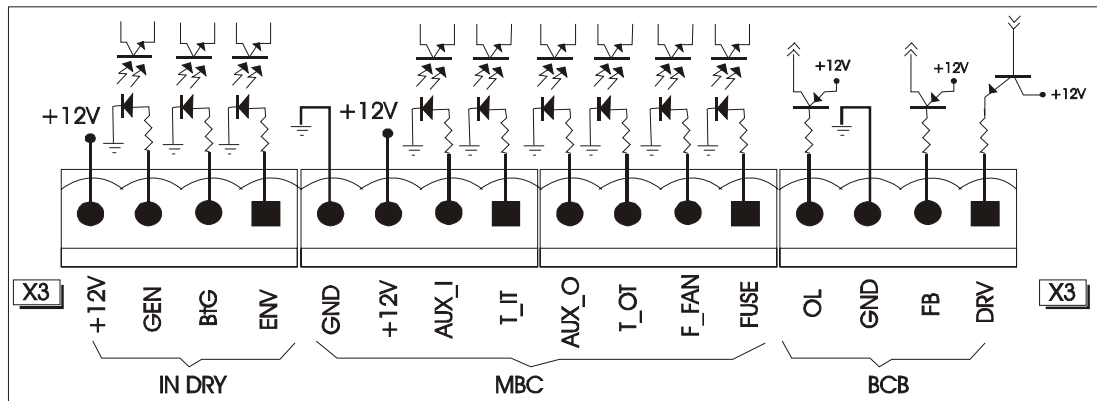 +12V +12V +12V +12V +12V
X3 +12V GEN BtG ENV GND +12V AUX_I T_IT AUX_O T_OT F_FAN FUSE OL GND FB DRV X3
IN DRY MBC BCB